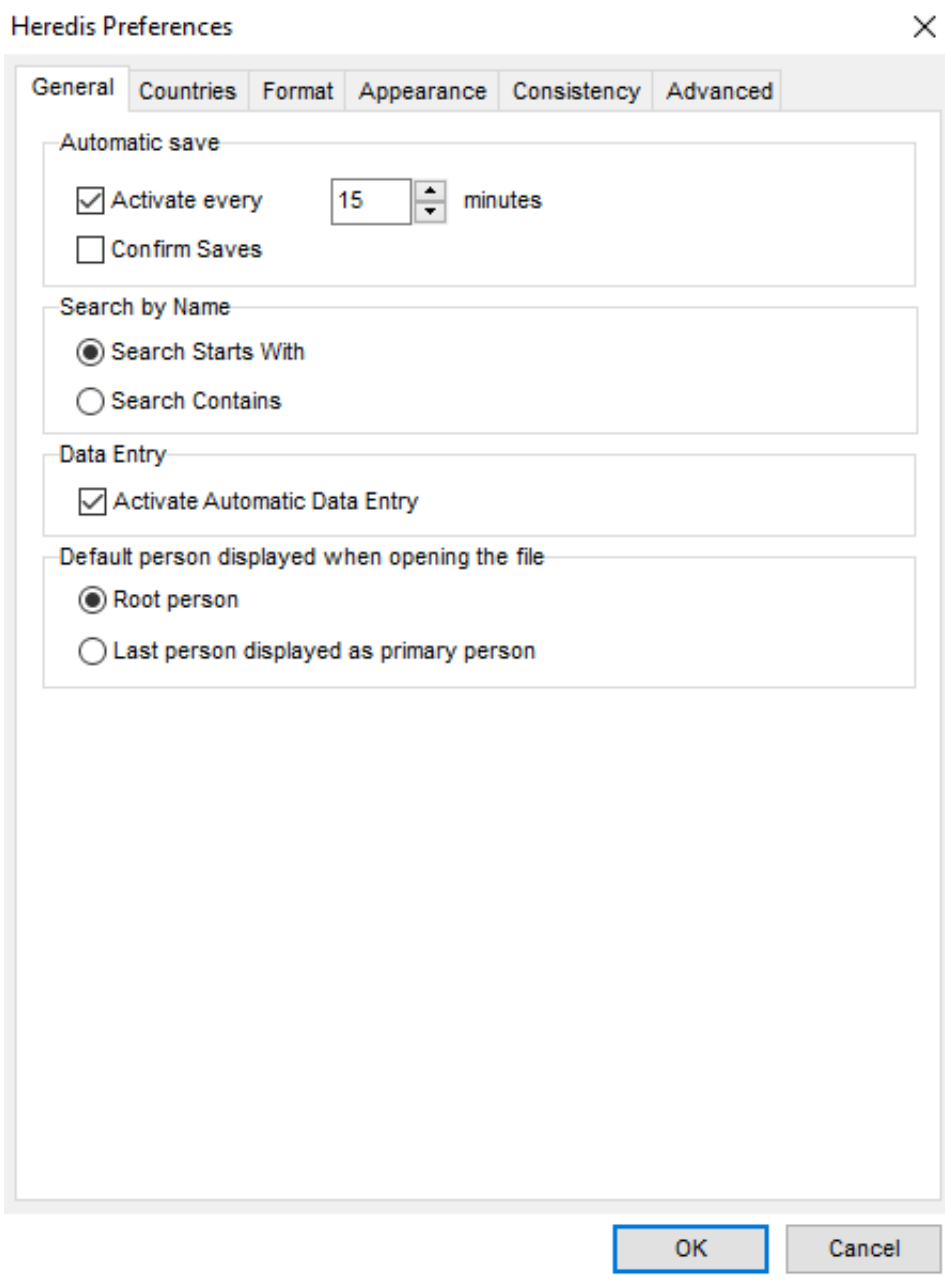 Heredis Preferences
General Countries Format Appearance Consistency Advanced
Automatic save
Activate every 15 minutes
Confirm Saves
Search by Name
Search Starts With
Search Contains
Data Entry
Activate Automatic Data Entry
Default person displayed when opening the file
Root person
Last person displayed as primary person
OK Cancel